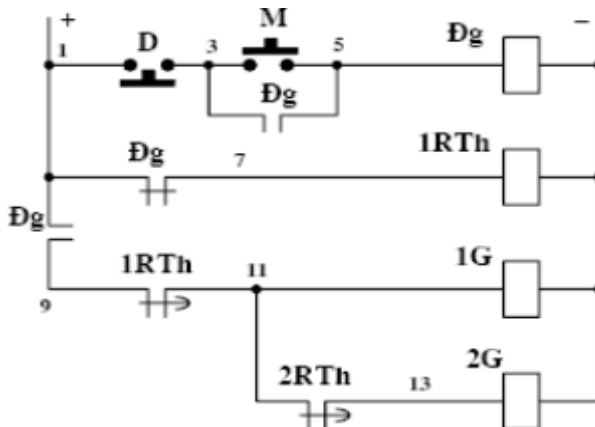 + −
1 D 3 M 5 Đg
Đg
Đg 7 1RTh
Đg
1RTh 11 1G
9
2RTh 13 2G